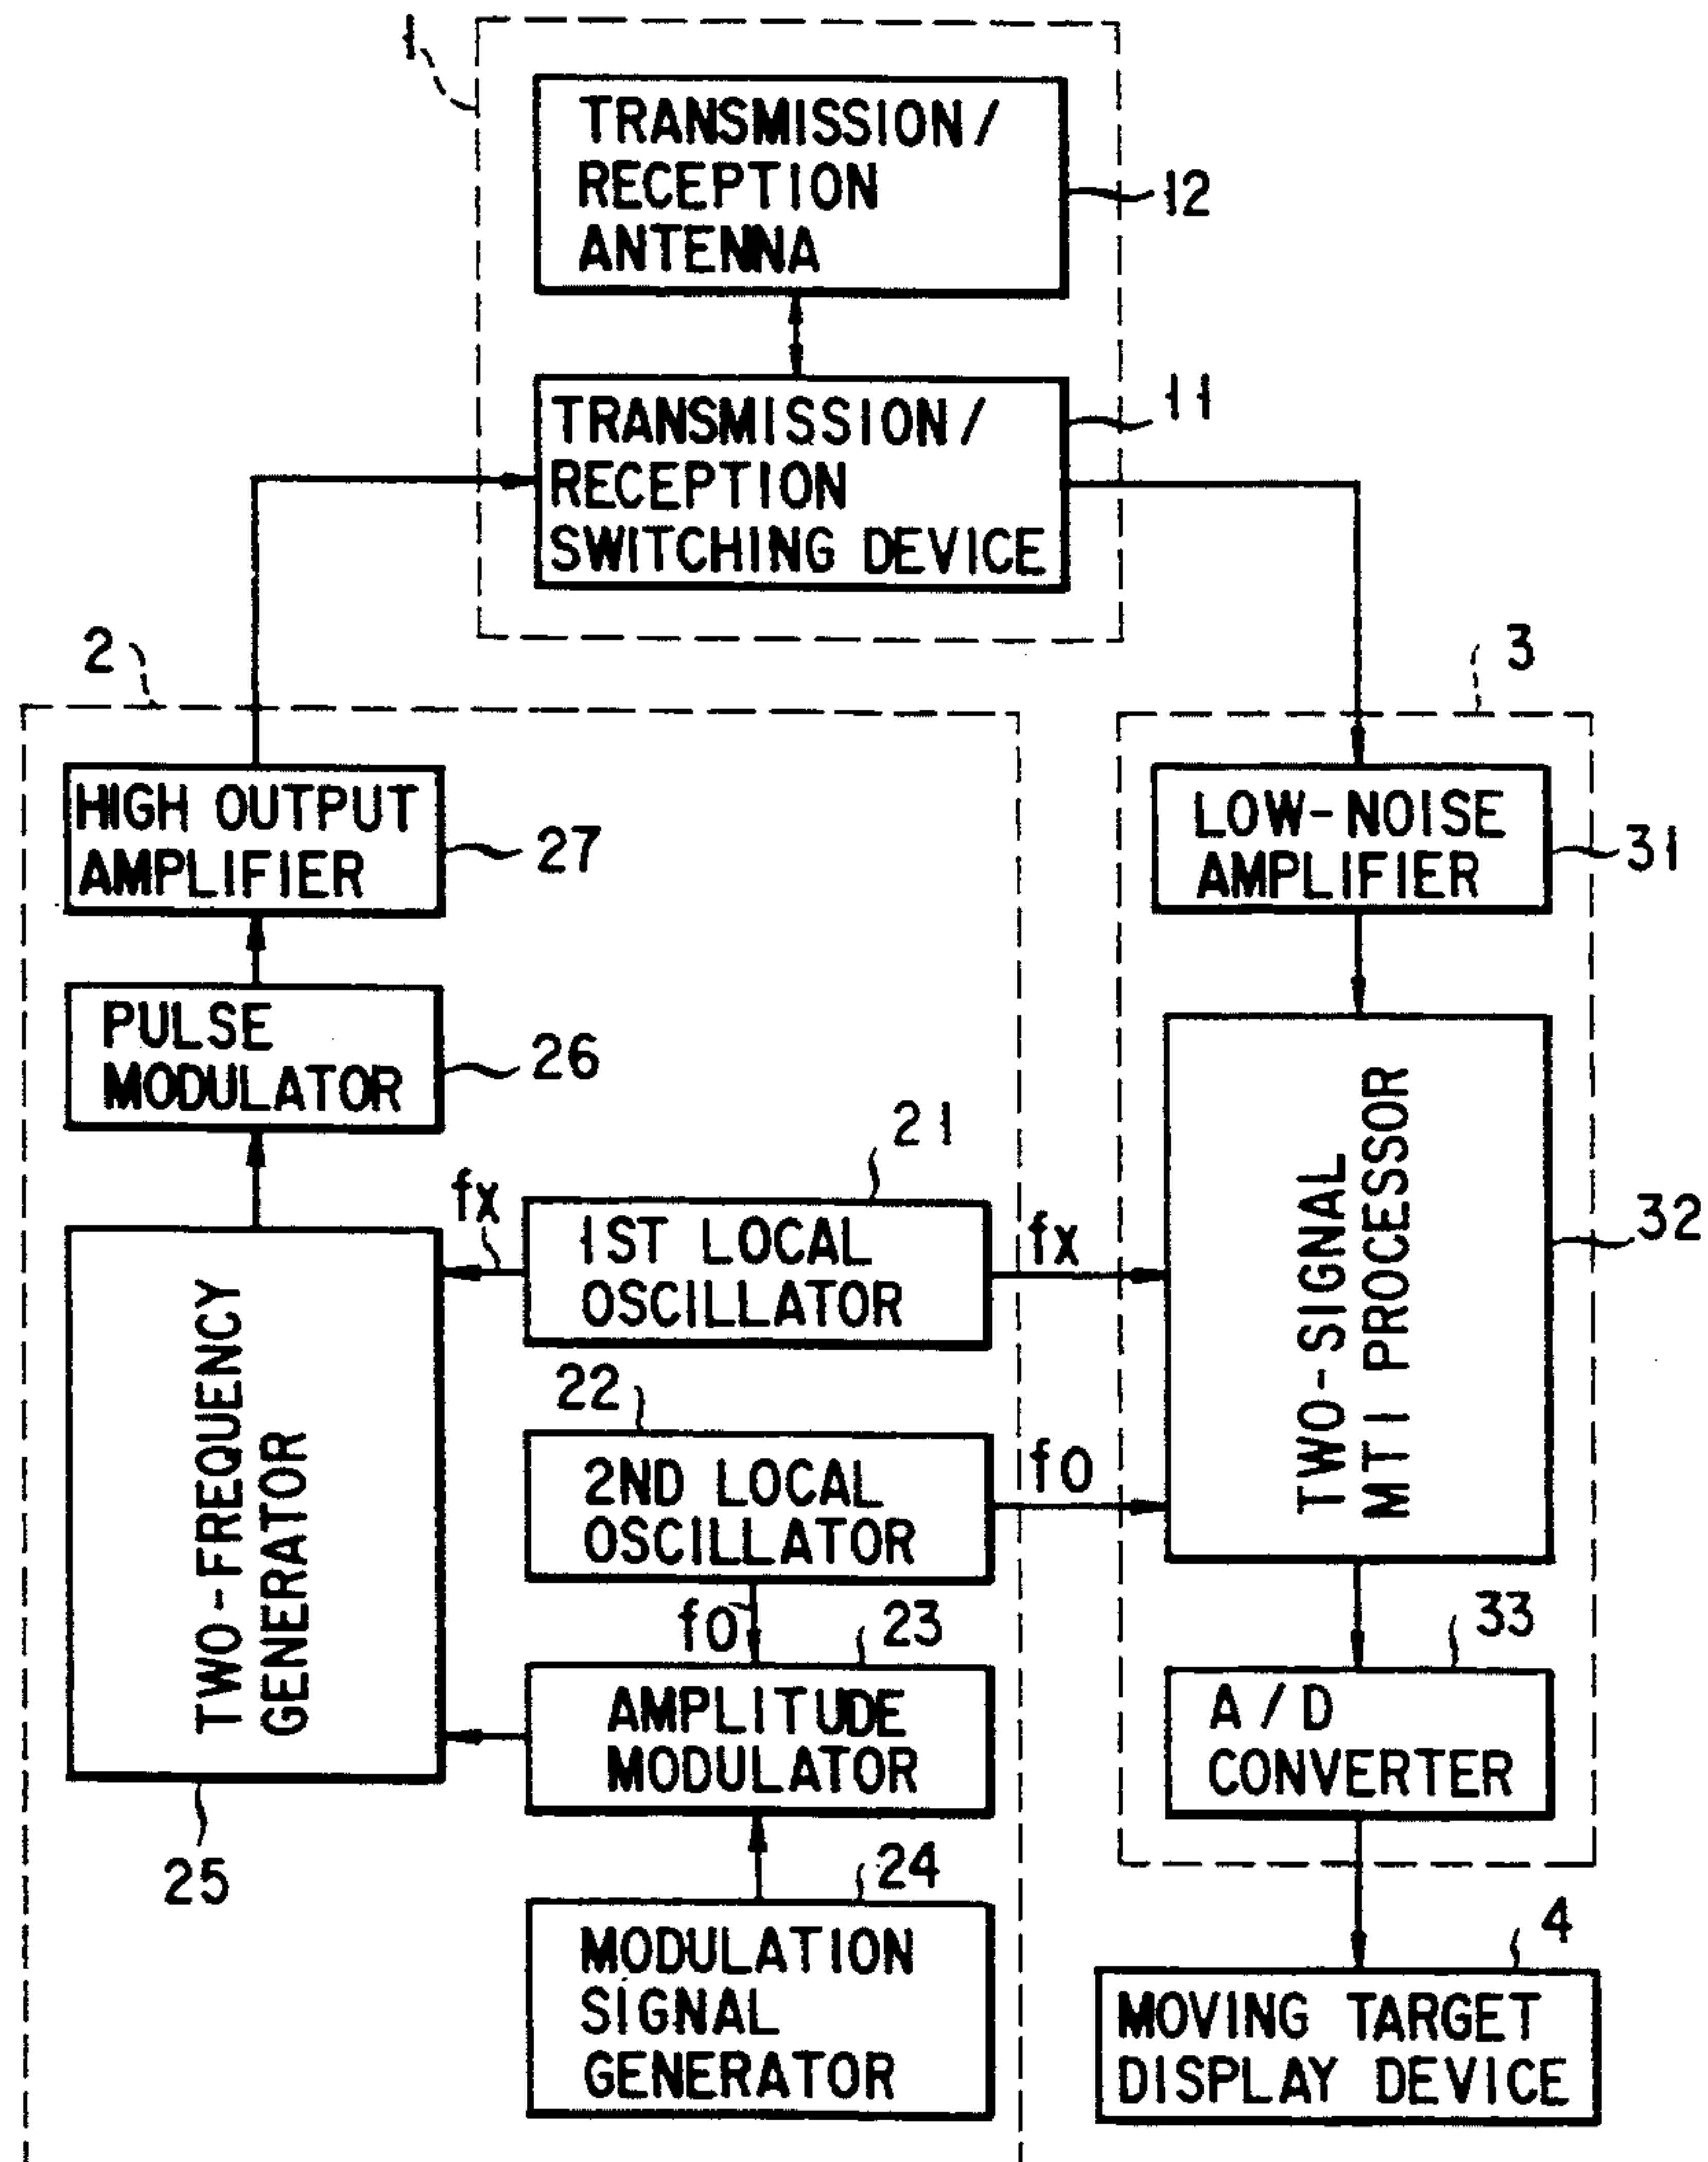 1
TRANSMISSION/
RECEPTION
ANTENNA
12
TRANSMISSION/
RECEPTION
SWITCHING DEVICE
11
2
3
HIGH OUTPUT
AMPLIFIER
27
LOW-NOISE
AMPLIFIER
31
PULSE
MODULATOR
26
21
fx
1ST LOCAL
OSCILLATOR
fx
TWO-SIGNAL
MTI PROCESSOR
32
TWO-FREQUENCY
GENERATOR
25
22
2ND LOCAL
OSCILLATOR
f0
f0
23
AMPLITUDE
MODULATOR
33
A/D
CONVERTER
24
MODULATION
SIGNAL
GENERATOR
4
MOVING TARGET
DISPLAY DEVICE